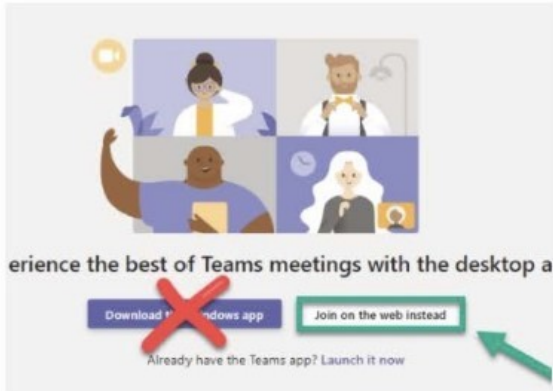 erience the best of Teams meetings with the desktop a
Download the Windows app
Join on the web instead
Already have the Teams app? Launch it now